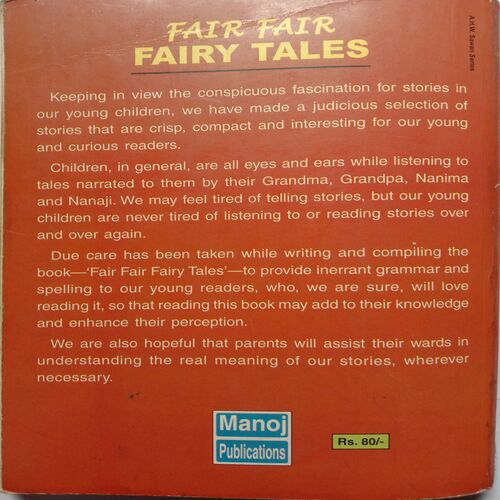 FAIR FAIR
FAIRY TALES
A.H.W. Sawan Series
Keeping in view the conspicuous fascination for stories in
our young children, we have made a judicious selection of
stories that are crisp, compact and interesting for our young
and curious readers.
Children, in general, are all eyes and ears while listening to
tales narrated to them by their Grandma, Grandpa, Nanima
and Nanaji. We may feel tired of telling stories, but our young
children are never tired of listening to or reading stories over
and over again.
Due care has been taken while writing and compiling the
book—‘Fair Fair Fairy Tales’—to provide inerrant grammar and
spelling to our young readers, who, we are sure, will love
reading it, so that reading this book may add to their knowledge
and enhance their perception.
We are also hopeful that parents will assist their wards in
understanding the real meaning of our stories, wherever
necessary.
Manoj
Publications
Rs. 80/-